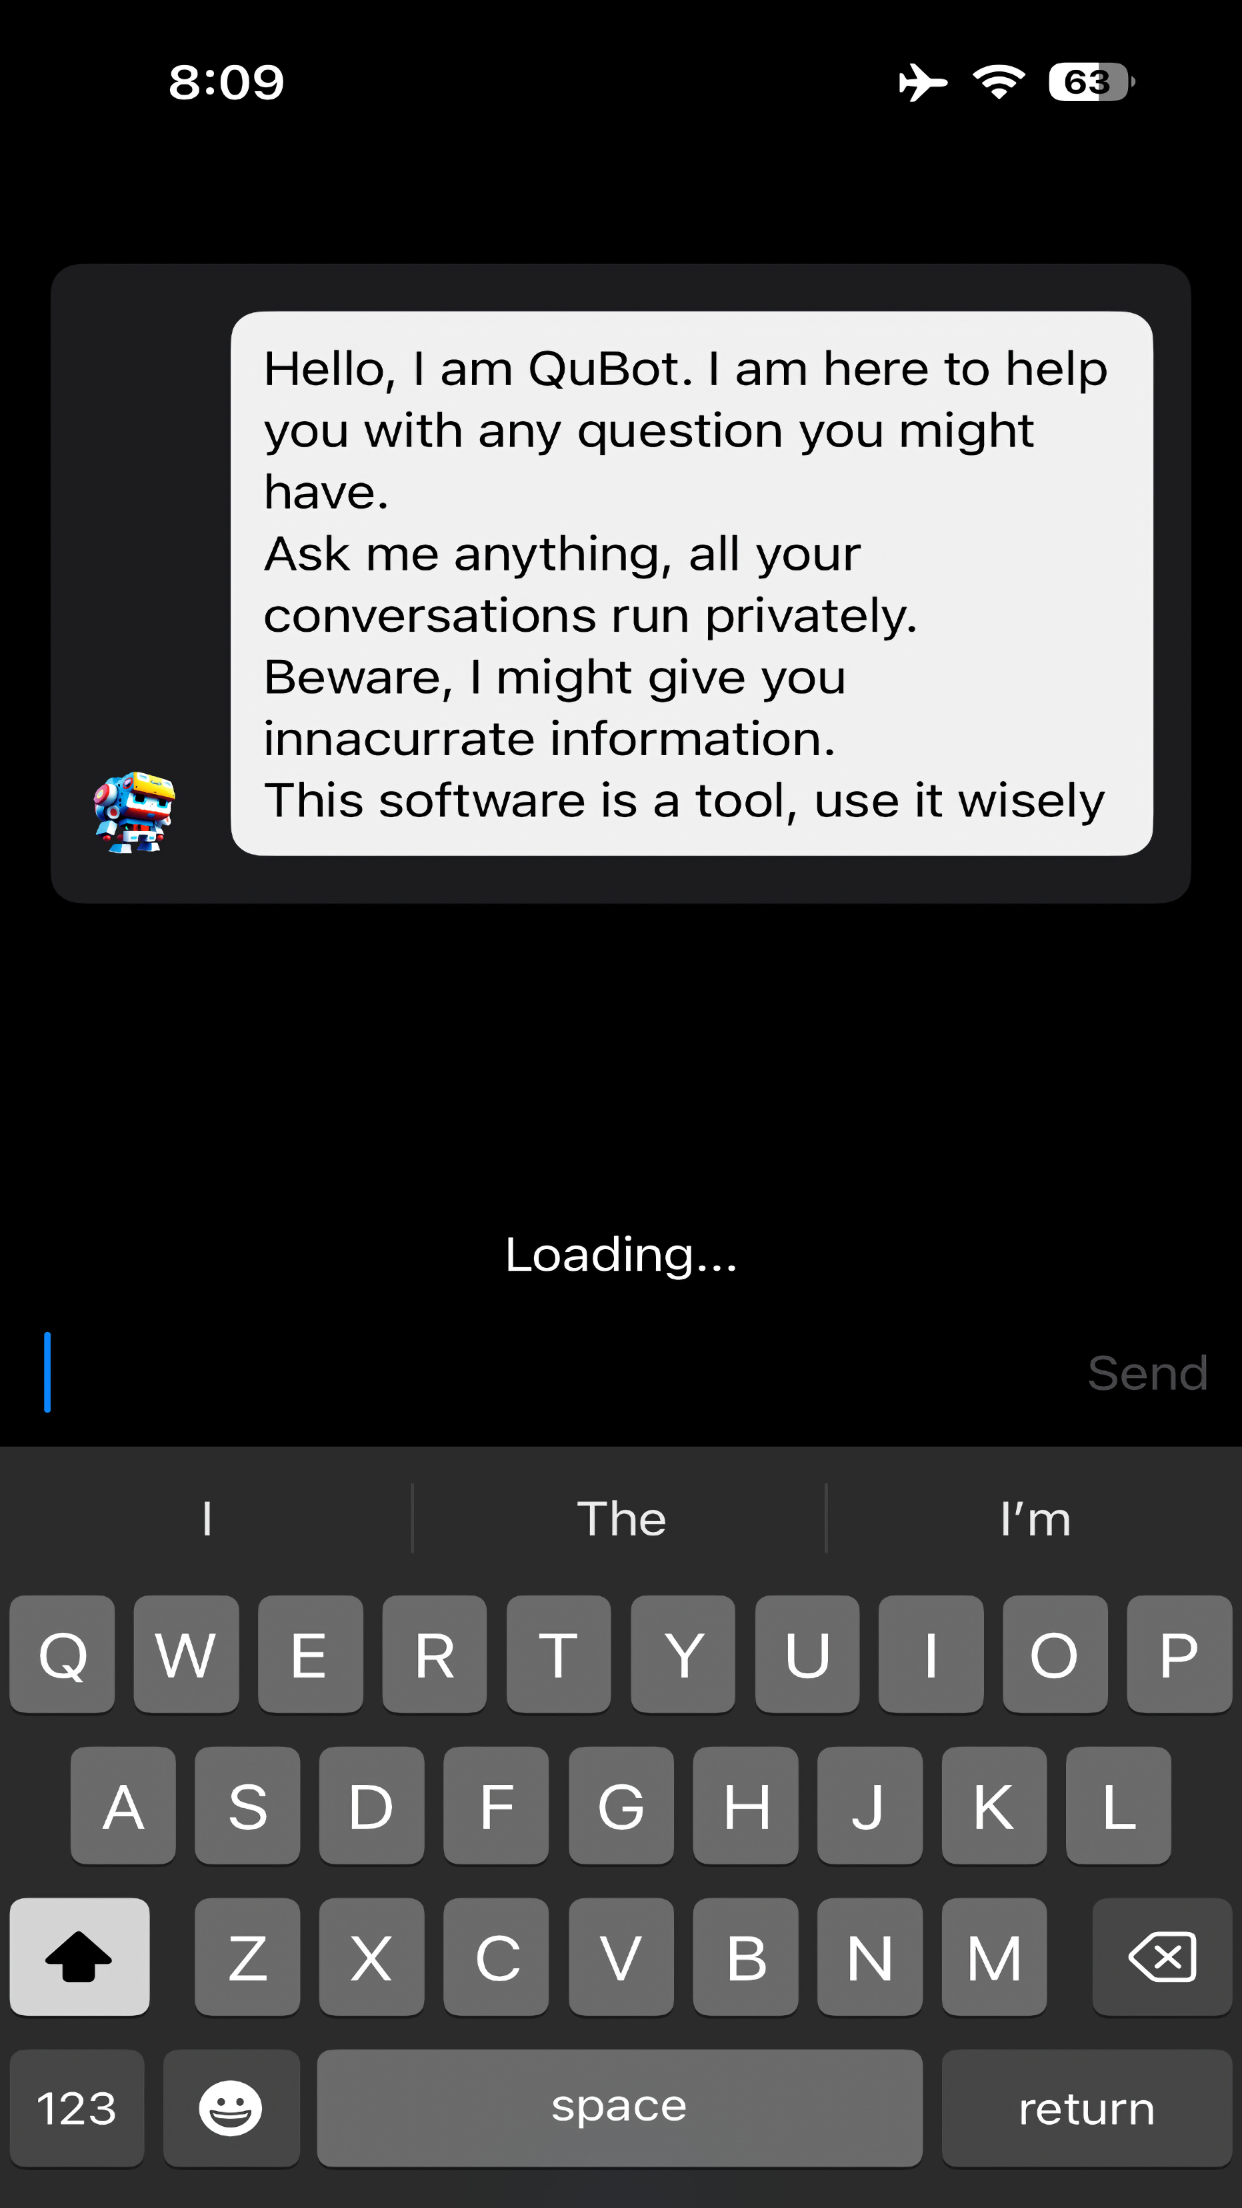 8:09
63
Hello, I am QuBot. I am here to help
you with any question you might
have.
Ask me anything, all your
conversations run privately.
Beware, I might give you
innacurrate information.
This software is a tool, use it wisely
Loading...
Send
I The I'm
Q W E R T Y U I O P
A S D F G H J K L
Z X C V B N M
123 space return